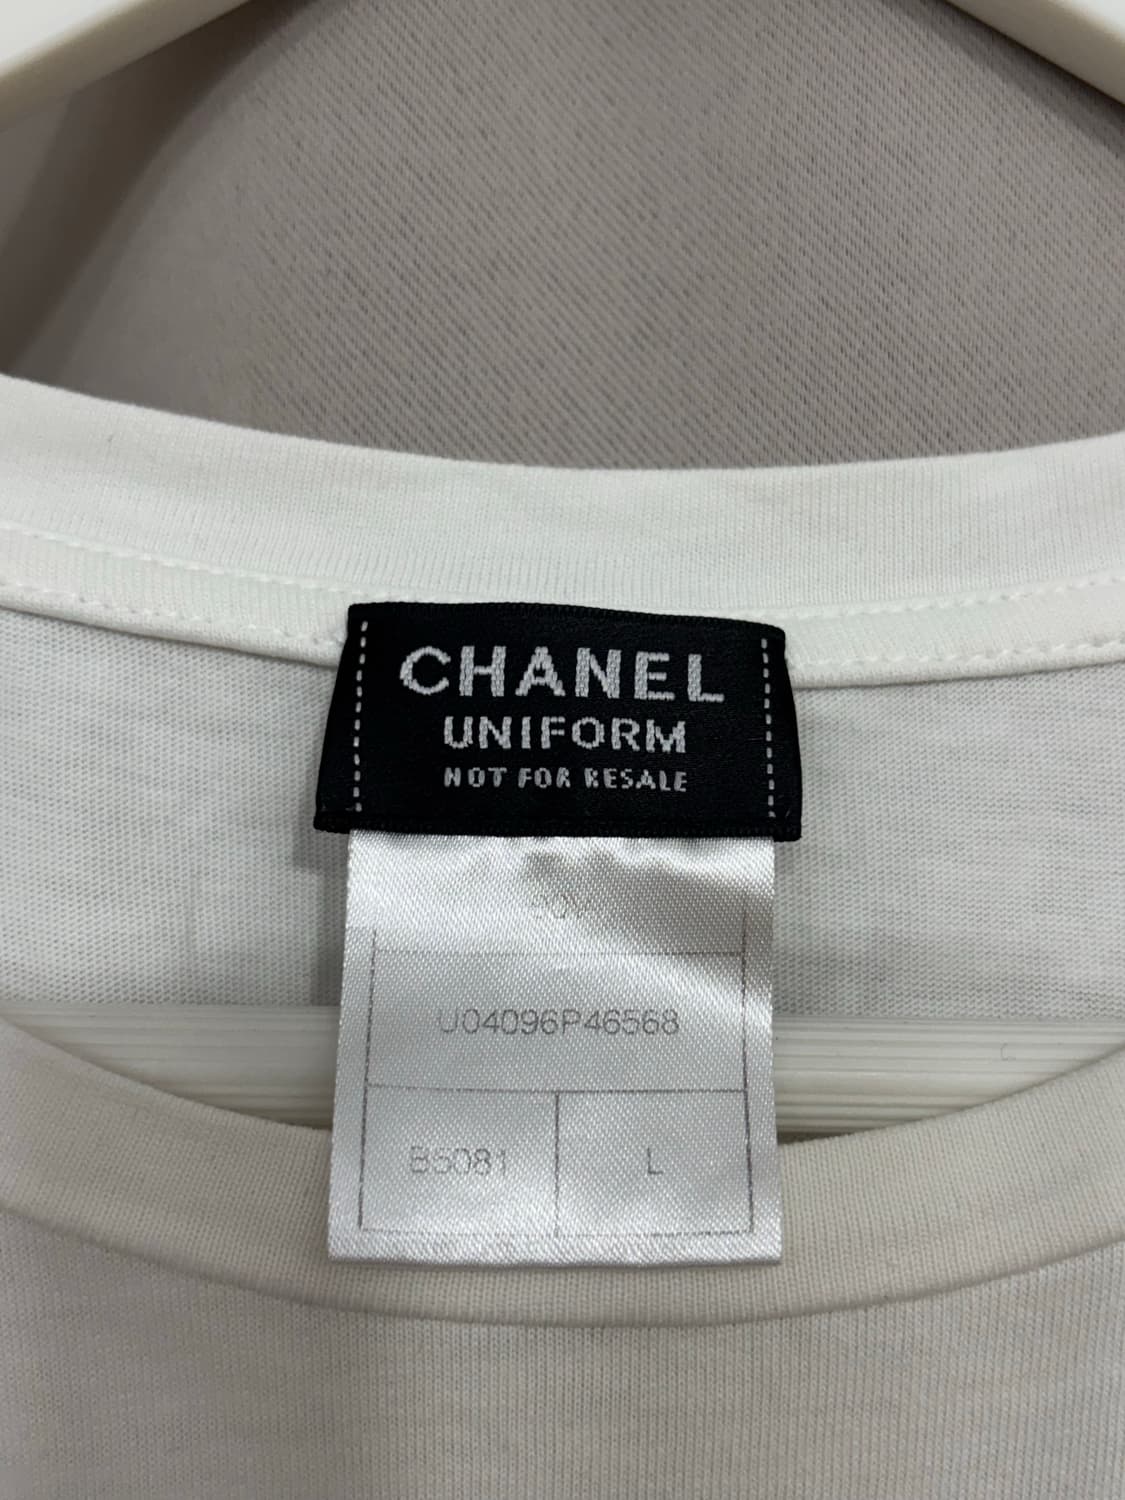 CHANEL
UNIFORM
NOT FOR RESALE
U04096P46568
B5081 L